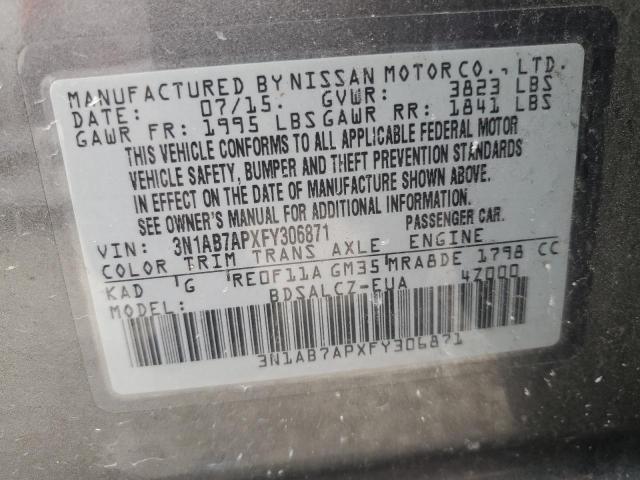 MANUFACTURED BY NISSAN MOTOR CO., LTD.
DATE: 07/15. GVWR: 3823 LBS
GAWR FR: 1995 LBS GAWR RR: 1841 LBS
THIS VEHICLE CONFORMS TO ALL APPLICABLE FEDERAL MOTOR
VEHICLE SAFETY, BUMPER AND THEFT PREVENTION STANDARDS
IN EFFECT ON THE DATE OF MANUFACTURE SHOWN ABOVE.
SEE OWNER'S MANUAL FOR ADDITIONAL INFORMATION.
VIN: 3N1AB7APXFY306871 PASSENGER CAR.
COLOR TRIM TRANS AXLE ENGINE
KAD G RE0F11A GM35 MRA8DE 1798 CC
MODEL: BDSALCZ-EUA 4Z000
3N1AB7APXFY306871